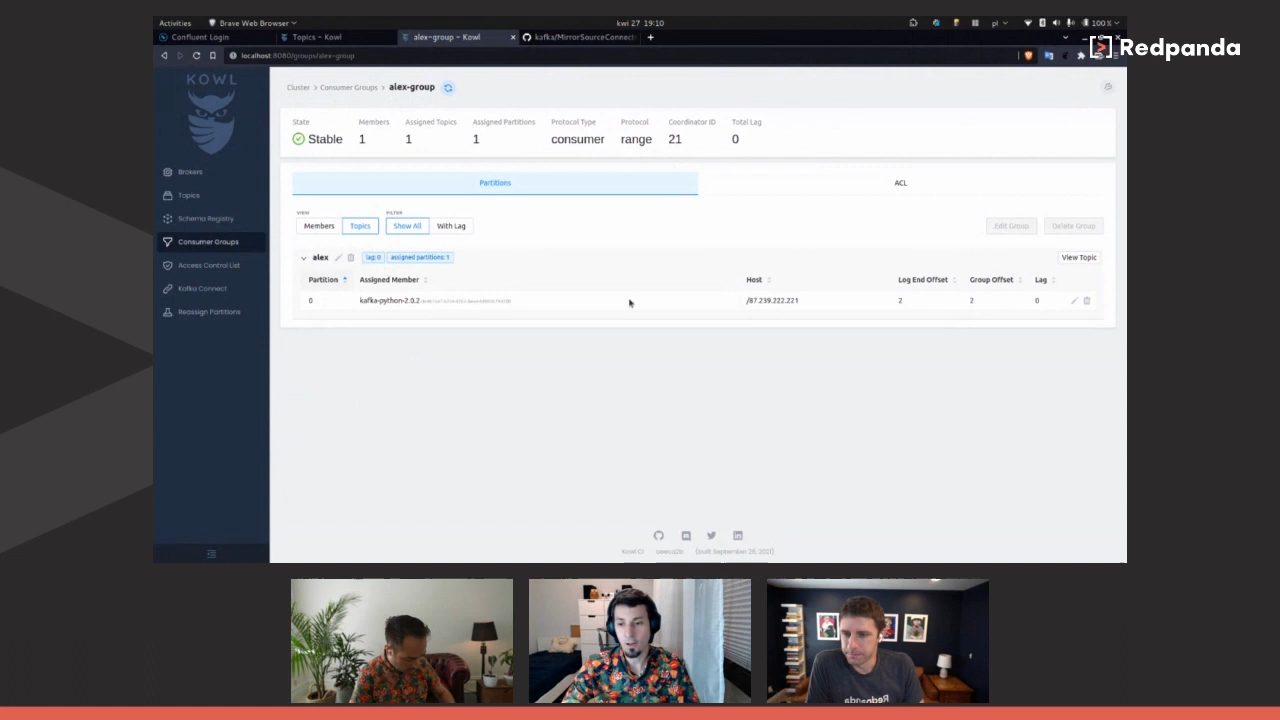 Activities
Brave Web Browser
kwi 27 19:10
pl
100 %
Confluent Login
Topics - Kowl
alex-group - Kowl
kafka/MirrorSourceConnect
localhost:8080/groups/alex-group
Redpanda
KOWL
Brokers
Topics
Schema Registry
Consumer Groups
Access Control List
Kafka Connect
Reassign Partitions
Cluster > Consumer Groups > alex-group
State Members Assigned Topics Assigned Partitions Protocol Type Protocol Coordinator ID Total Lag
Stable 1 1 1 consumer range 21 0
Partitions ACL
VIEW FILTER
Members Topics Show All With Lag Edit Group Delete Group
alex lag: 0 assigned partitions: 1 View Topic
Partition Assigned Member Host Log End Offset Group Offset Lag
0 kafka-python-2.0.2 /87.239.222.221 2 2 0
Kowl CI (built September 29, 2021)
Redpanda